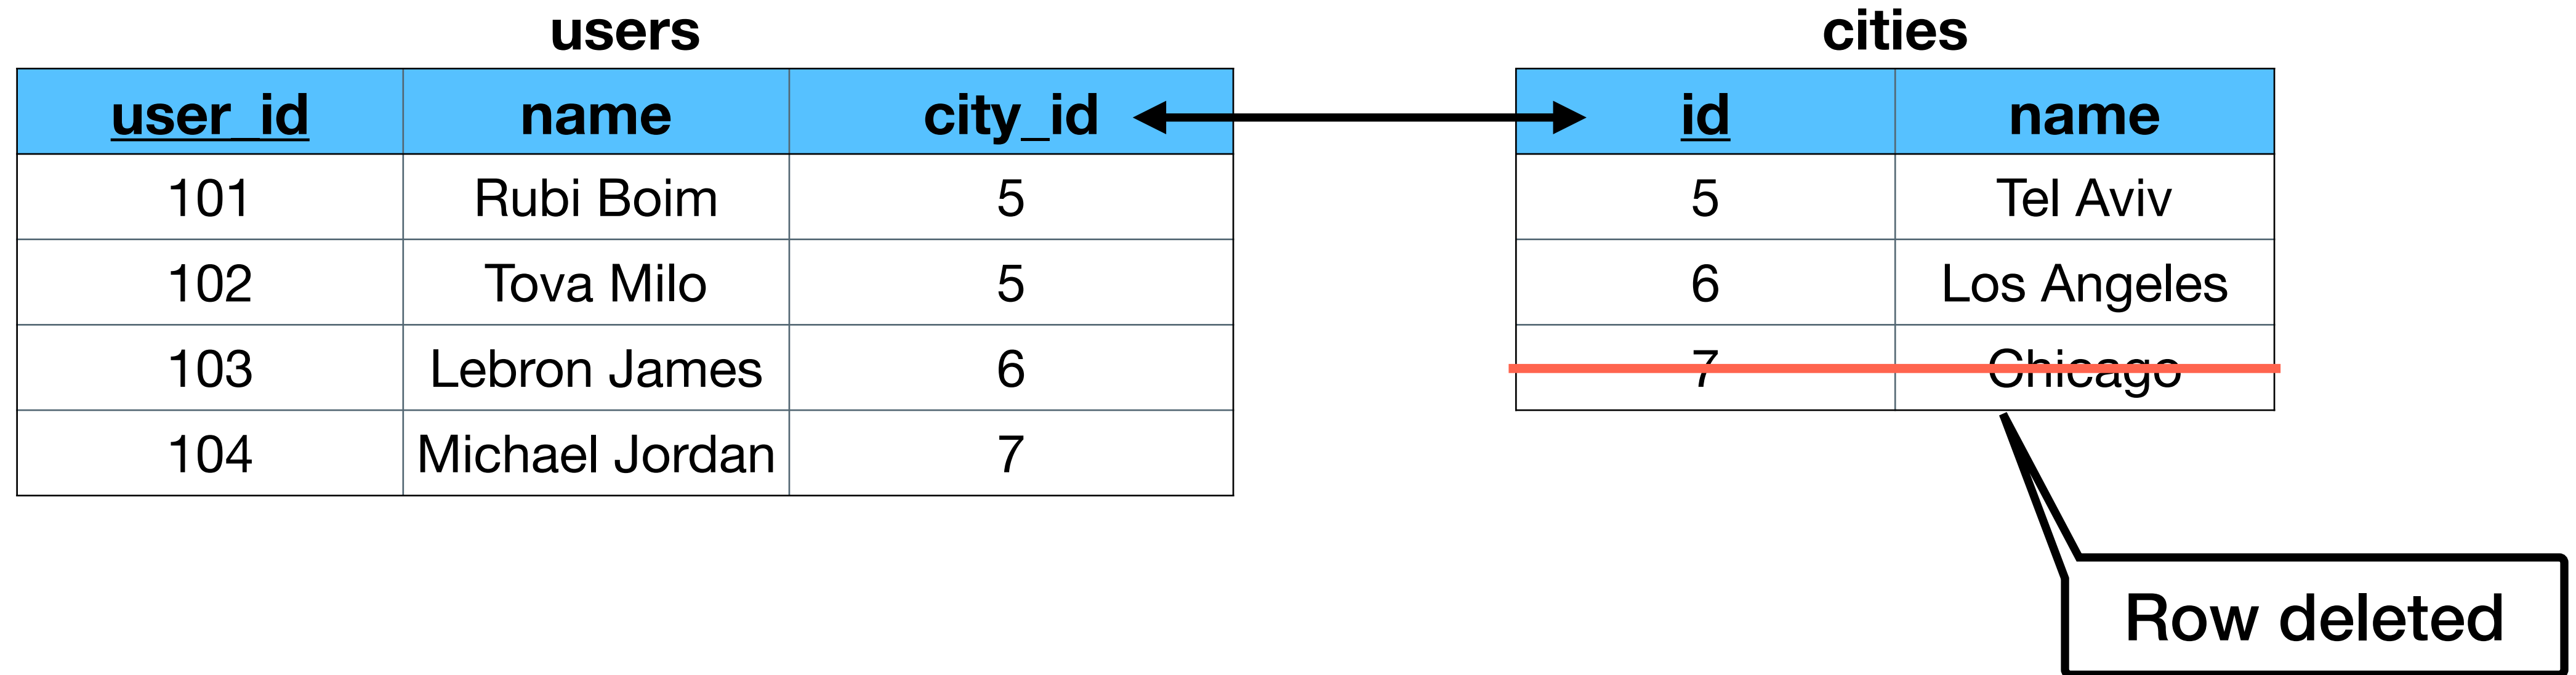 users
user_id name city_id
101 Rubi Boim 5
102 Tova Milo 5
103 Lebron James 6
104 Michael Jordan 7
cities
id name
5 Tel Aviv
6 Los Angeles
7 Chicago
Row deleted